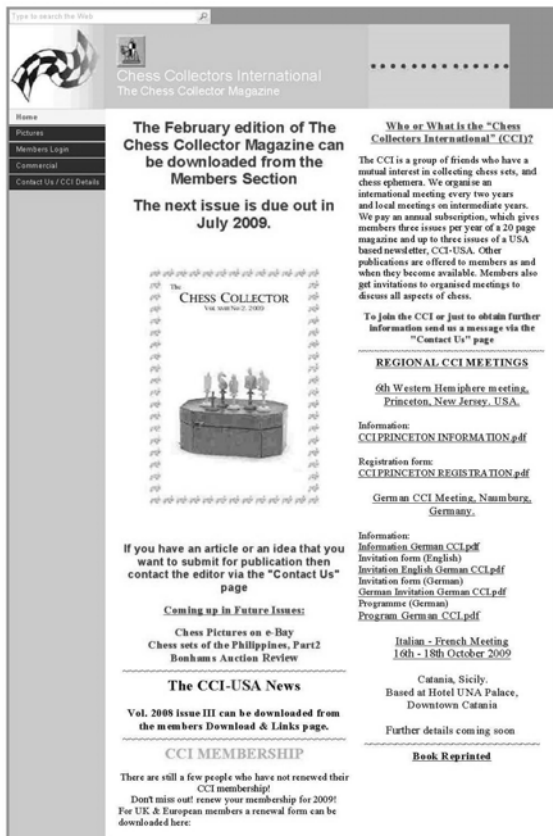 Type to search the Web
Chess Collectors International
The Chess Collector Magazine
Home
Pictures
Members Login
Commercial
Contact Us / CCI Details
The February edition of The
Chess Collector Magazine can
be downloaded from the
Members Section
The next issue is due out in
July 2009.
The
CHESS COLLECTOR
2009
If you have an article or an idea that you
want to submit for publication then
contact the editor via the "Contact Us"
page
Coming up in Future Issues:
Chess Pictures on e-Bay
Chess sets of the Philippines, Part2
Bonhams Auction Review
The CCI-USA News
Vol. 2008 issue III can be downloaded from
the members Download & Links page.
CCI MEMBERSHIP
There are still a few people who have not renewed their
CCI membership!
Don't miss out! renew your membership for 2009!
For UK & European members a renewal form can be
downloaded here:
Who or What is the "Chess
Collectors International" (CCI)?
The CCI is a group of friends who have a
mutual interest in collecting chess sets, and
chess ephemera. We organise an
international meeting every two years
and local meetings on intermediate years.
We pay an annual subscription, which gives
members three issues per year of a 20 page
magazine and up to three issues of a USA
based newsletter, CCI-USA. Other
publications are offered to members as and
when they become available. Members also
get invitations to organised meetings to
discuss all aspects of chess.
To join the CCI or just to obtain further
information send us a message via the
"Contact Us" page
REGIONAL CCI MEETINGS
6th Western Hemiphere meeting,
Princeton, New Jersey. USA.
Information:
CCI PRINCETON INFORMATION.pdf
Registration form:
CCI PRINCETON REGISTRATION.pdf
German CCI Meeting, Naumburg,
Germany.
Information:
Information German CCI.pdf
Invitation form (English)
Invitation English German CCI.pdf
Invitation form (German)
German Invitation German CCI.pdf
Programme (German)
Program German CCI.pdf
Italian - French Meeting
16th - 18th October 2009
Catania, Sicily.
Based at Hotel UNA Palace,
Downtown Catania
Further details coming soon
Book Reprinted